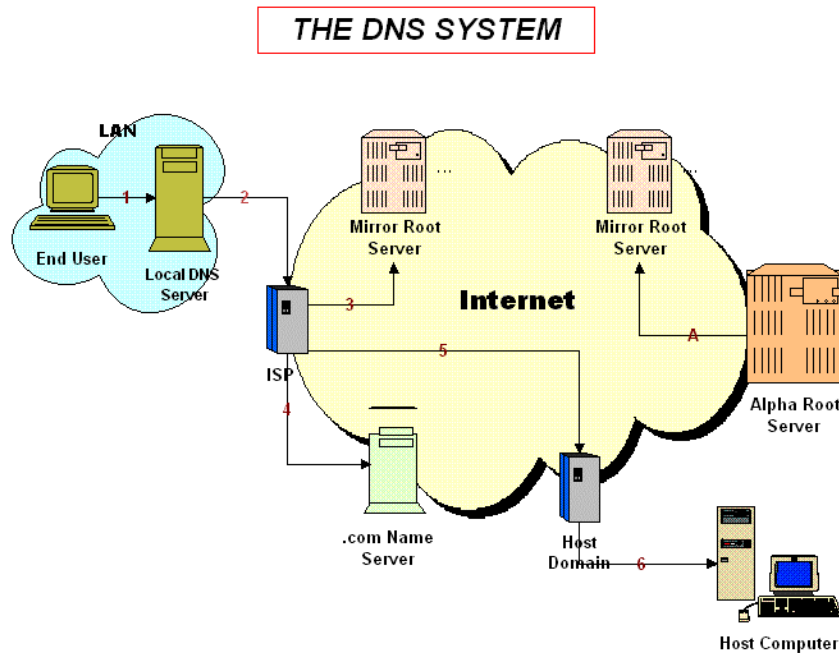 THE DNS SYSTEM
LAN
1
2
End User
Local DNS
Server
...
Mirror Root
Server
...
Mirror Root
Server
Internet
3
A
5
ISP
4
Alpha Root
Server
.com Name
Server
Host
Domain
6
Host Computer